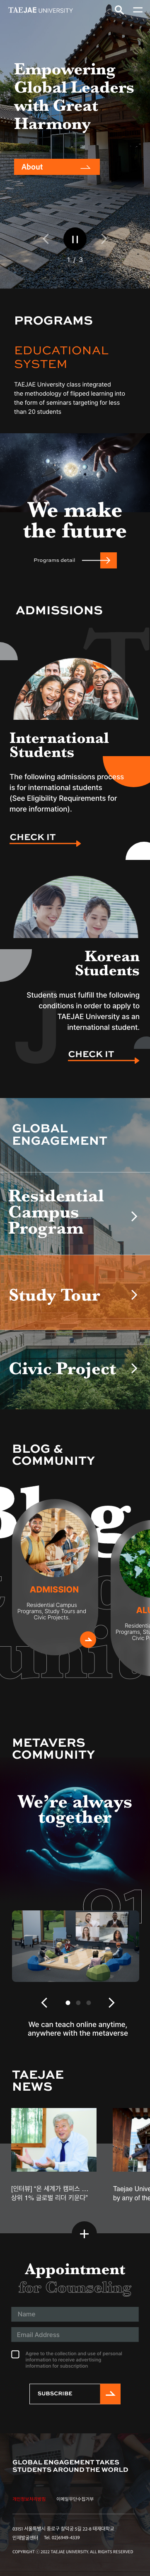 TAEJAE UNIVERSITY
Empowering
Global Leaders
with Great
Harmony
About
1 / 3
PROGRAMS
EDUCATIONAL
SYSTEM
TAEJAE University class integrated
the methodology of flipped learning into
the form of seminars targeting for less
than 20 students
We make
the future
Programs detail
ADMISSIONS
International
Students
The following admissions process
is for international students
(See Eligibility Requirements for
more information).
CHECK IT
Korean
Students
Students must fulfill the following
conditions in order to apply to
TAEJAE University as an
international student.
CHECK IT
GLOBAL
ENGAGEMENT
Residential
Campus
Program
Study Tour
Civic Project
BLOG &
COMMUNITY
Blog
ADMISSION
Residential Campus
Programs, Study Tours and
Civic Projects.
METAVERS
COMMUNITY
We're always
together
01
We can teach online anytime,
anywhere with the metaverse
TAEJAE
NEWS
[인터뷰] "온 세계가 캠퍼스 ...
상위 1% 글로벌 리더 키운다"
Taejae Unive
by any of the
Appointment
for Counseling
Name
Email Address
Agree to the collection and use of personal
information to receive advertising
information for subscription
SUBSCRIBE
GLOBAL ENGAGEMENT TAKES
STUDENTS AROUND THE WORLD
개인정보처리방침 이메일무단수집거부
03151 서울특별시 종로구 창덕궁 5길 22-8 태재대학교
인재발굴센터 Tel. 02)6949-4339
COPYRIGHT ⓒ 2022 TAEJAE UNIVERSITY. ALL RIGHTS RESERVED